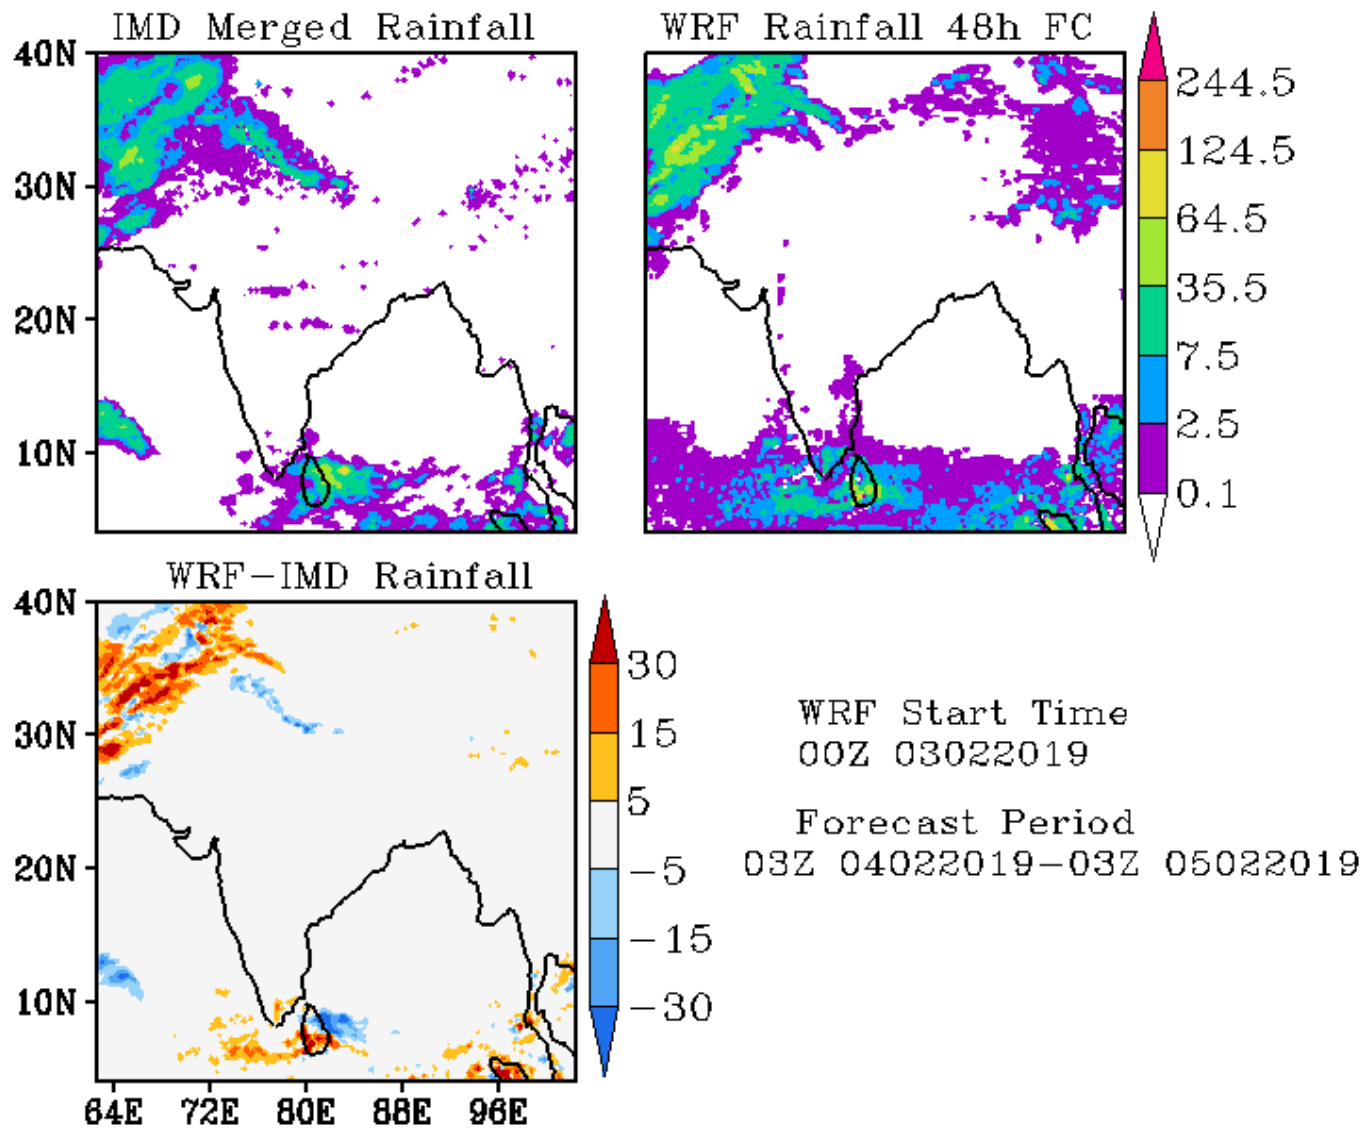 IMD Merged Rainfall
WRF Rainfall 48h FC
40N
30N
20N
10N
244.5
124.5
64.5
35.5
7.5
2.5
0.1
WRF-IMD Rainfall
40N
30N
20N
10N
64E 72E 80E 88E 96E
30
15
5
-5
-15
-30
WRF Start Time
00Z 03022019
Forecast Period
03Z 04022019-03Z 05022019